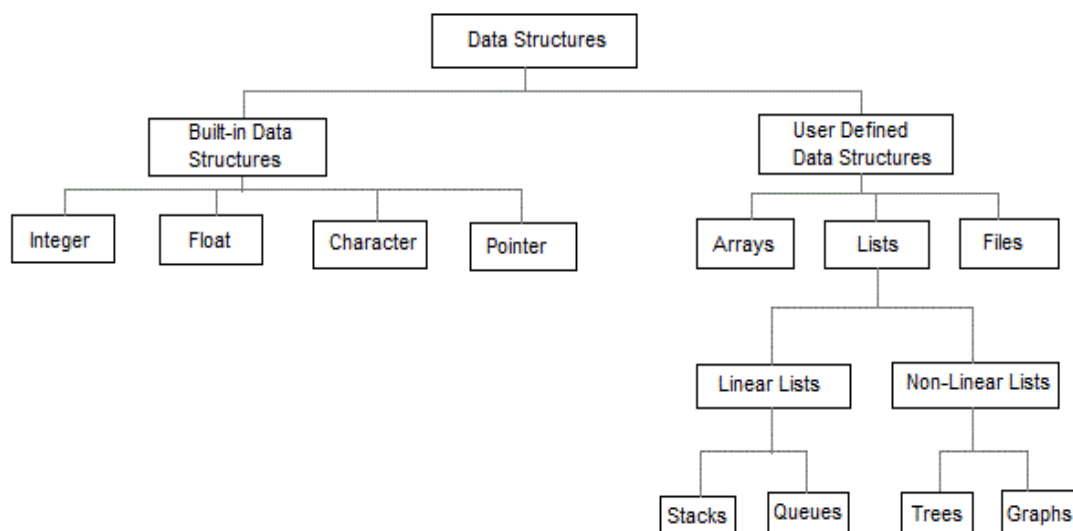 Data Structures
Built-in Data
Structures
User Defined
Data Structures
Integer
Float
Character
Pointer
Arrays
Lists
Files
Linear Lists
Non-Linear Lists
Stacks
Queues
Trees
Graphs